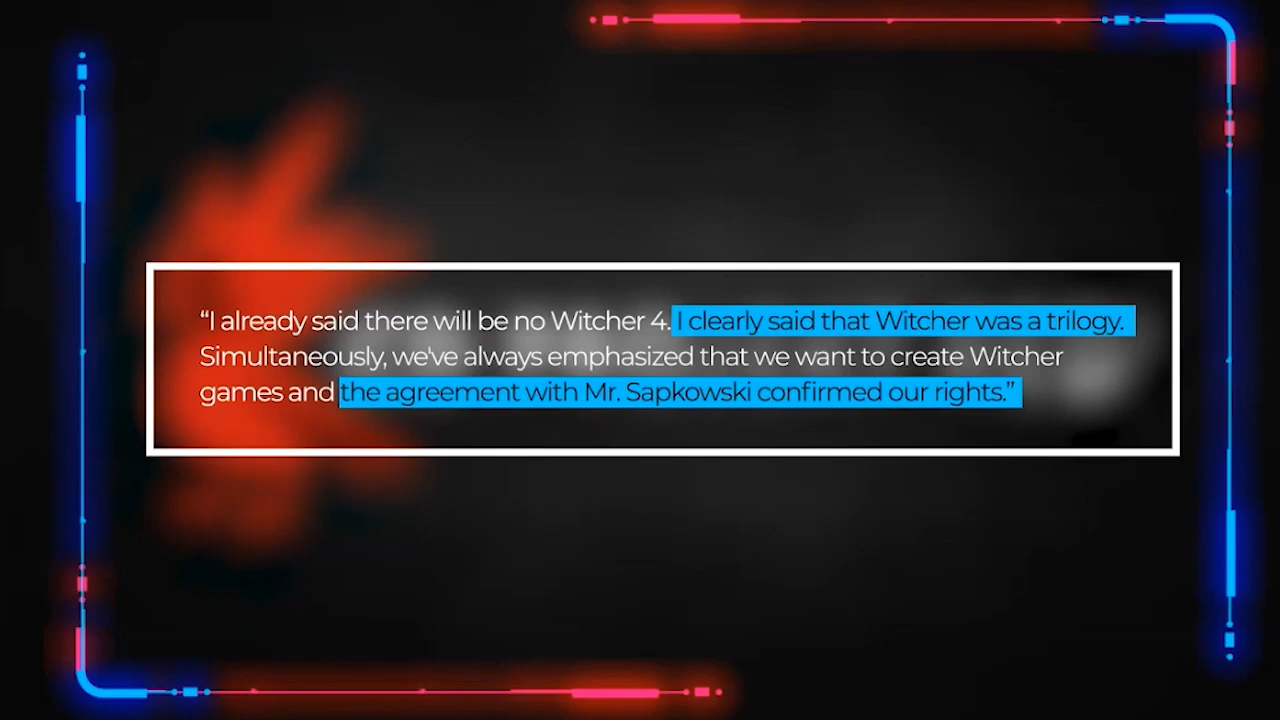 “I already said there will be no Witcher 4. I clearly said that Witcher was a trilogy.
Simultaneously, we've always emphasized that we want to create Witcher
games and the agreement with Mr. Sapkowski confirmed our rights.”